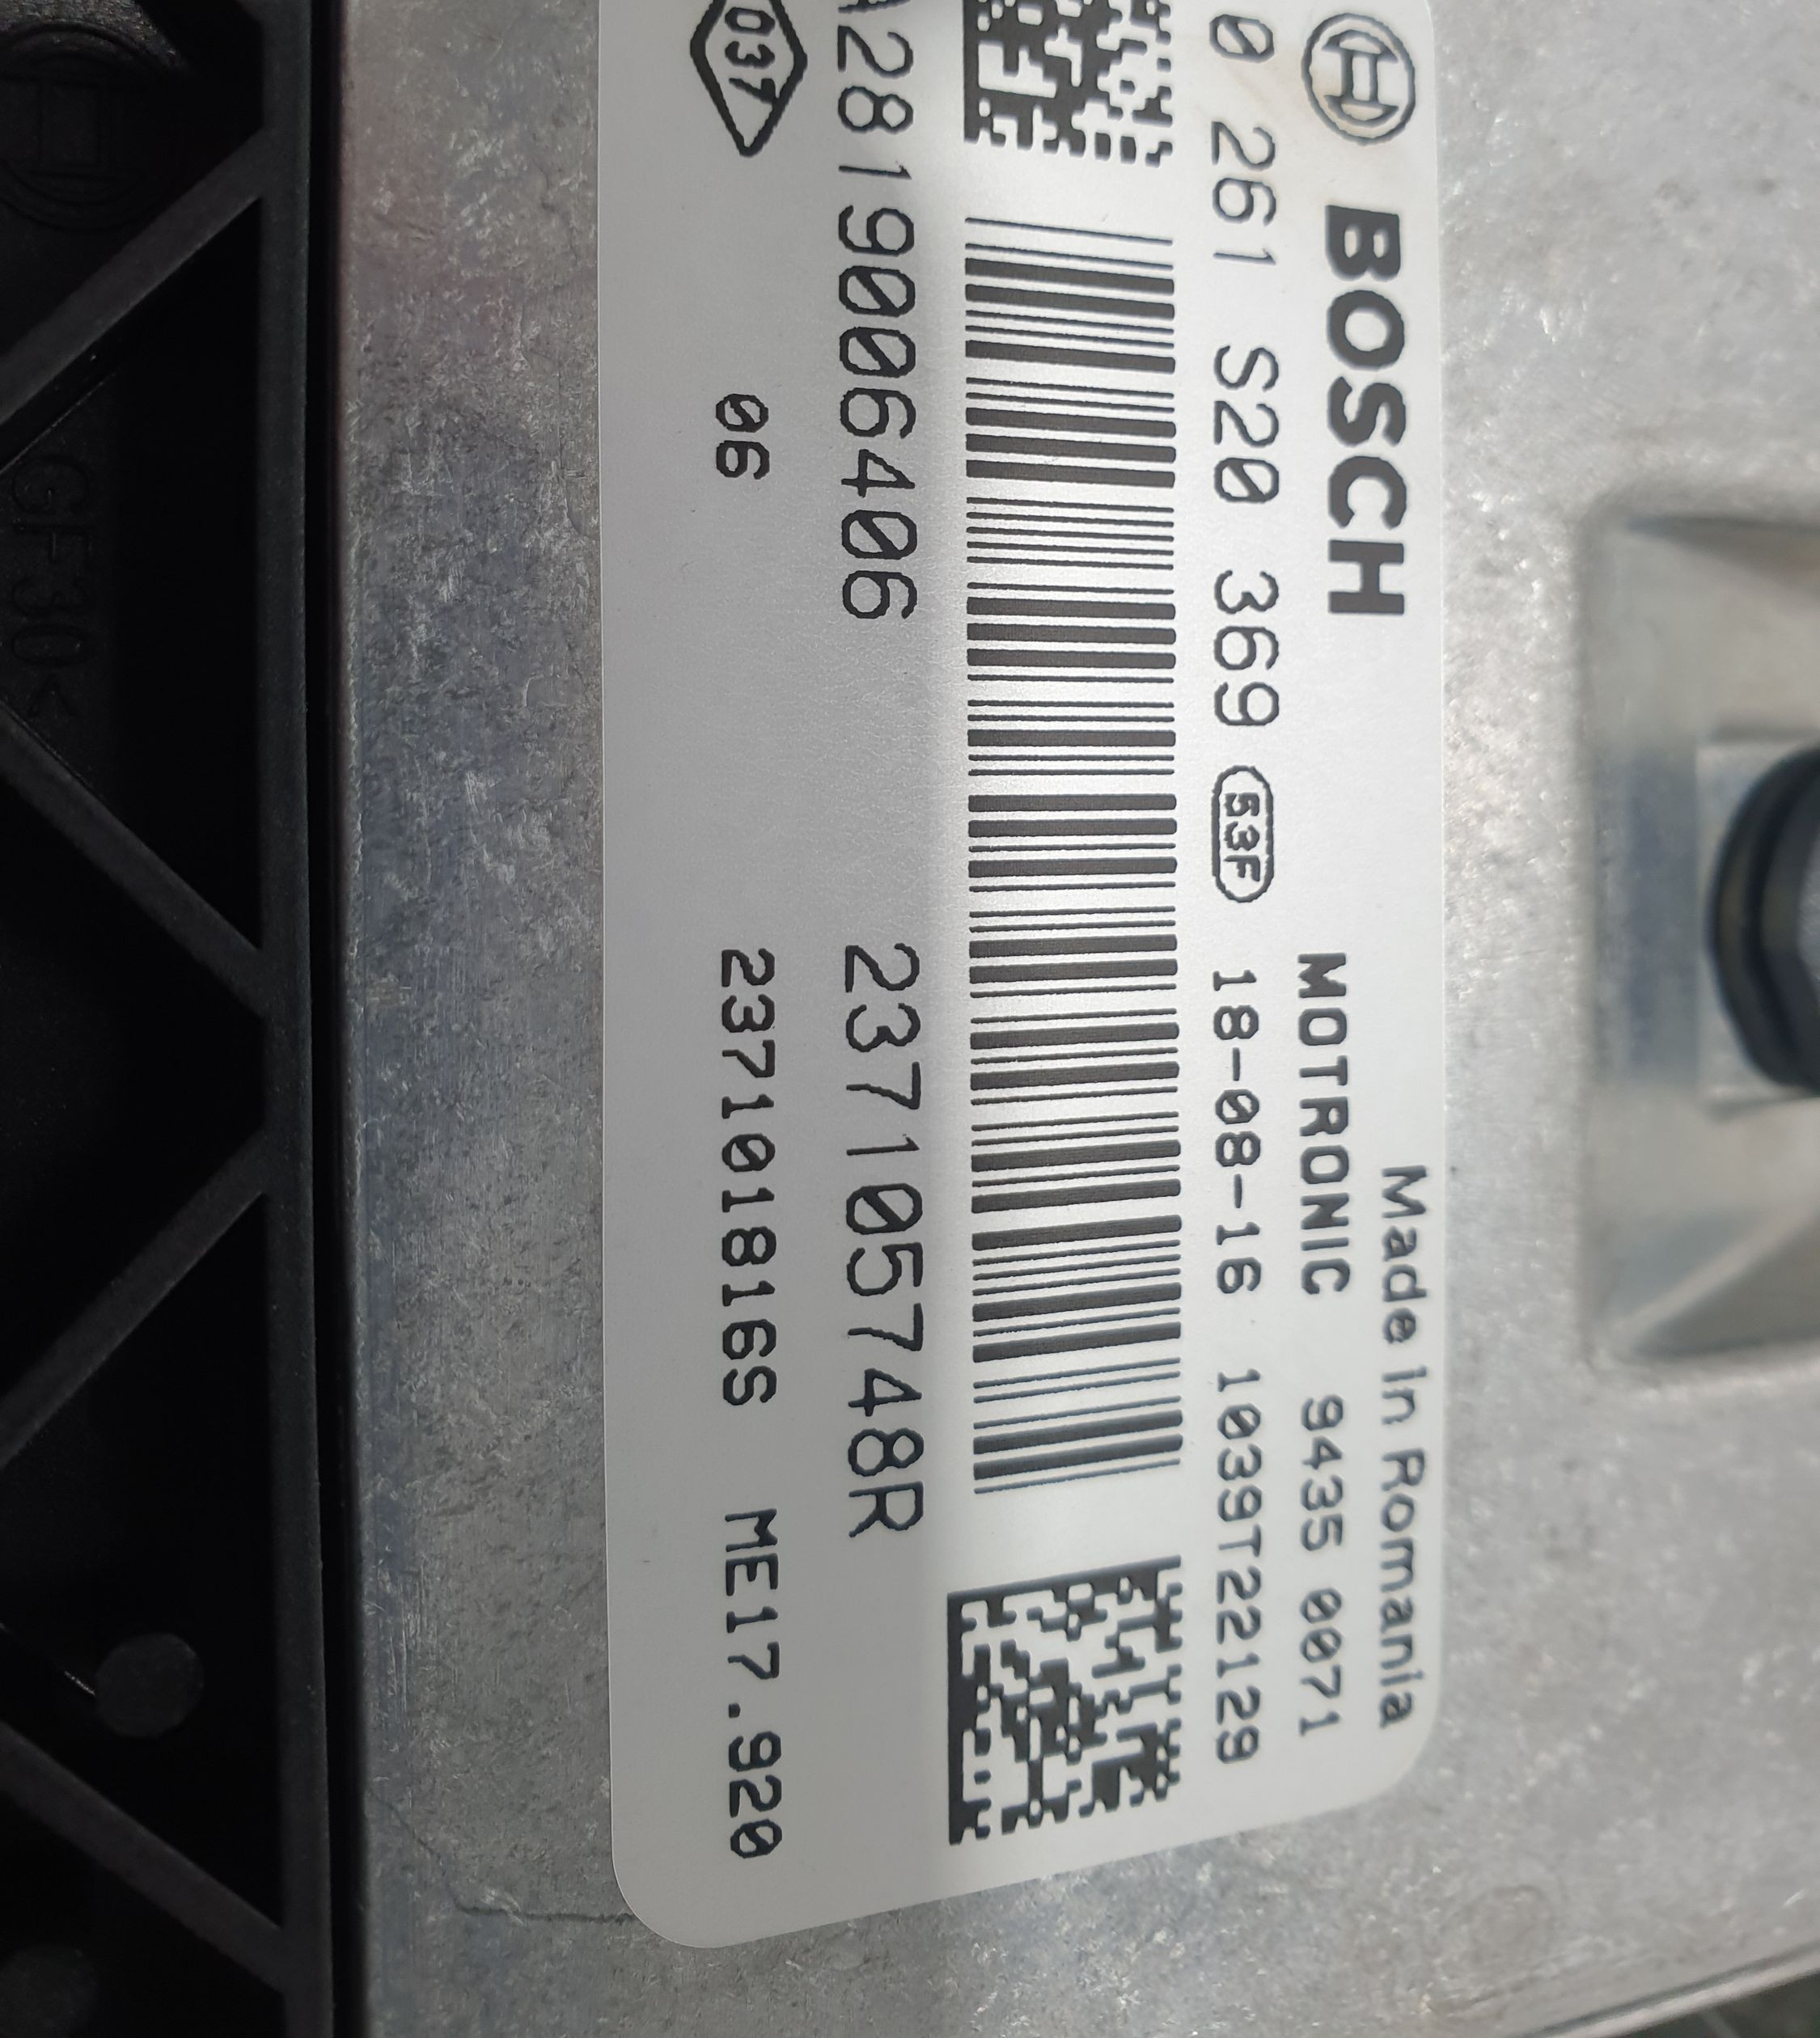 BOSCH
Made in Romania
MOTRONIC 9435 0071
0 261 S20 369 53F 18-08-16 1039T22129
A2819006406 237105748R
037 06 237101816S ME17.920
GF30<